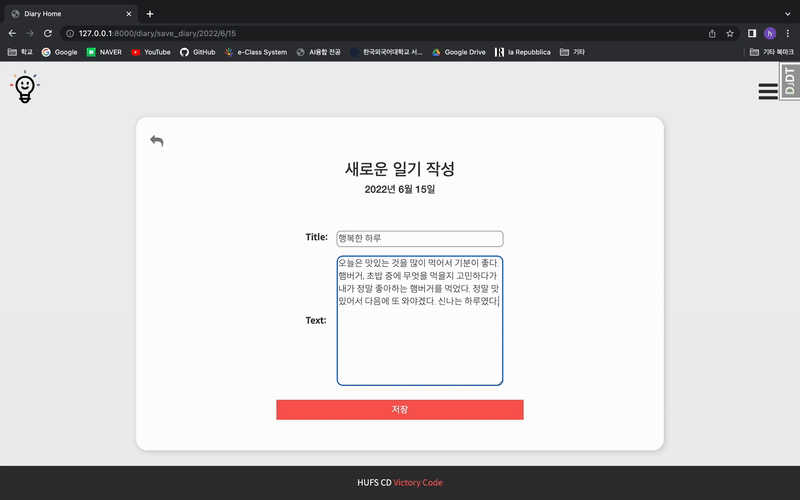 Diary Home
127.0.0.1:8000/diary/save_diary/2022/6/15
h
학교 Google NAVER YouTube GitHub e-Class System AI융합 전공 한국외국어대학교 서... Google Drive la Repubblica 기타 기타 북마크
DjDT
새로운 일기 작성
2022년 6월 15일
Title: 행복한 하루
오늘은 맛있는 것을 많이 먹어서 기분이 좋다.
햄버거, 초밥 중에 무엇을 먹을지 고민하다가
내가 정말 좋아하는 햄버거를 먹었다. 정말 맛
있어서 다음에 또 와야겠다. 신나는 하루였다
Text:
저장
HUFS CD Victory Code